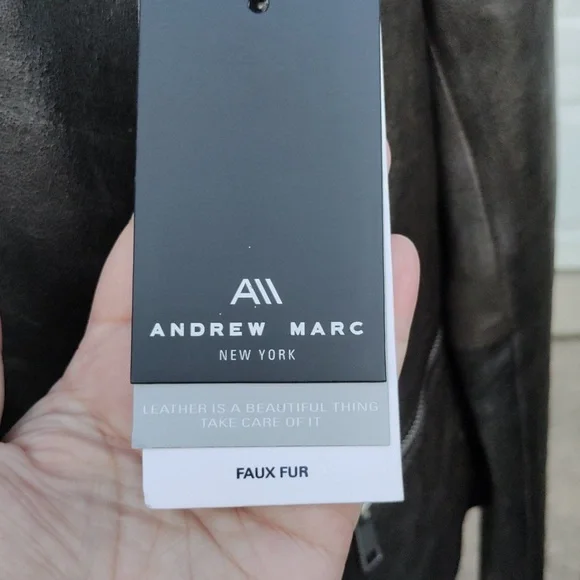 AM
ANDREW MARC
NEW YORK
LEATHER IS A BEAUTIFUL THING
TAKE CARE OF IT
FAUX FUR